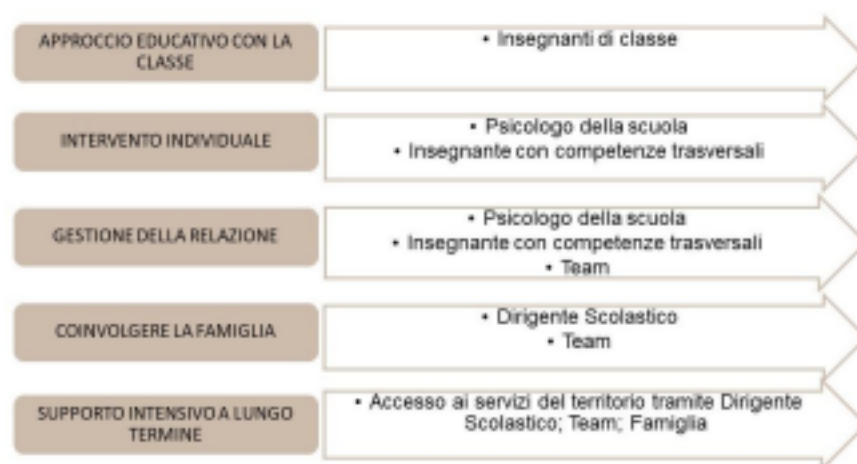 APPROCCIO EDUCATIVO CON LA
CLASSE
• Insegnanti di classe
INTERVENTO INDIVIDUALE
• Psicologo della scuola
• Insegnante con competenze trasversali
GESTIONE DELLA RELAZIONE
• Psicologo della scuola
• Insegnante con competenze trasversali
• Team
COINVOLGERE LA FAMIGLIA
• Dirigente Scolastico
• Team
SUPPORTO INTENSIVO A LUNGO
TERMINE
• Accesso ai servizi del territorio tramite Dirigente
Scolastico; Team; Famiglia